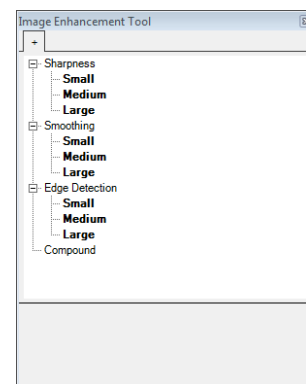 Image Enhancement Tool
+
Sharpness
Small
Medium
Large
Smoothing
Small
Medium
Large
Edge Detection
Small
Medium
Large
Compound